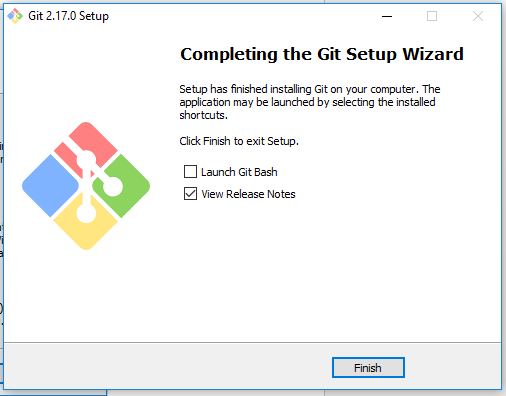 Git 2.17.0 Setup
Completing the Git Setup Wizard
Setup has finished installing Git on your computer. The
application may be launched by selecting the installed
shortcuts.
Click Finish to exit Setup.
Launch Git Bash
View Release Notes
Finish